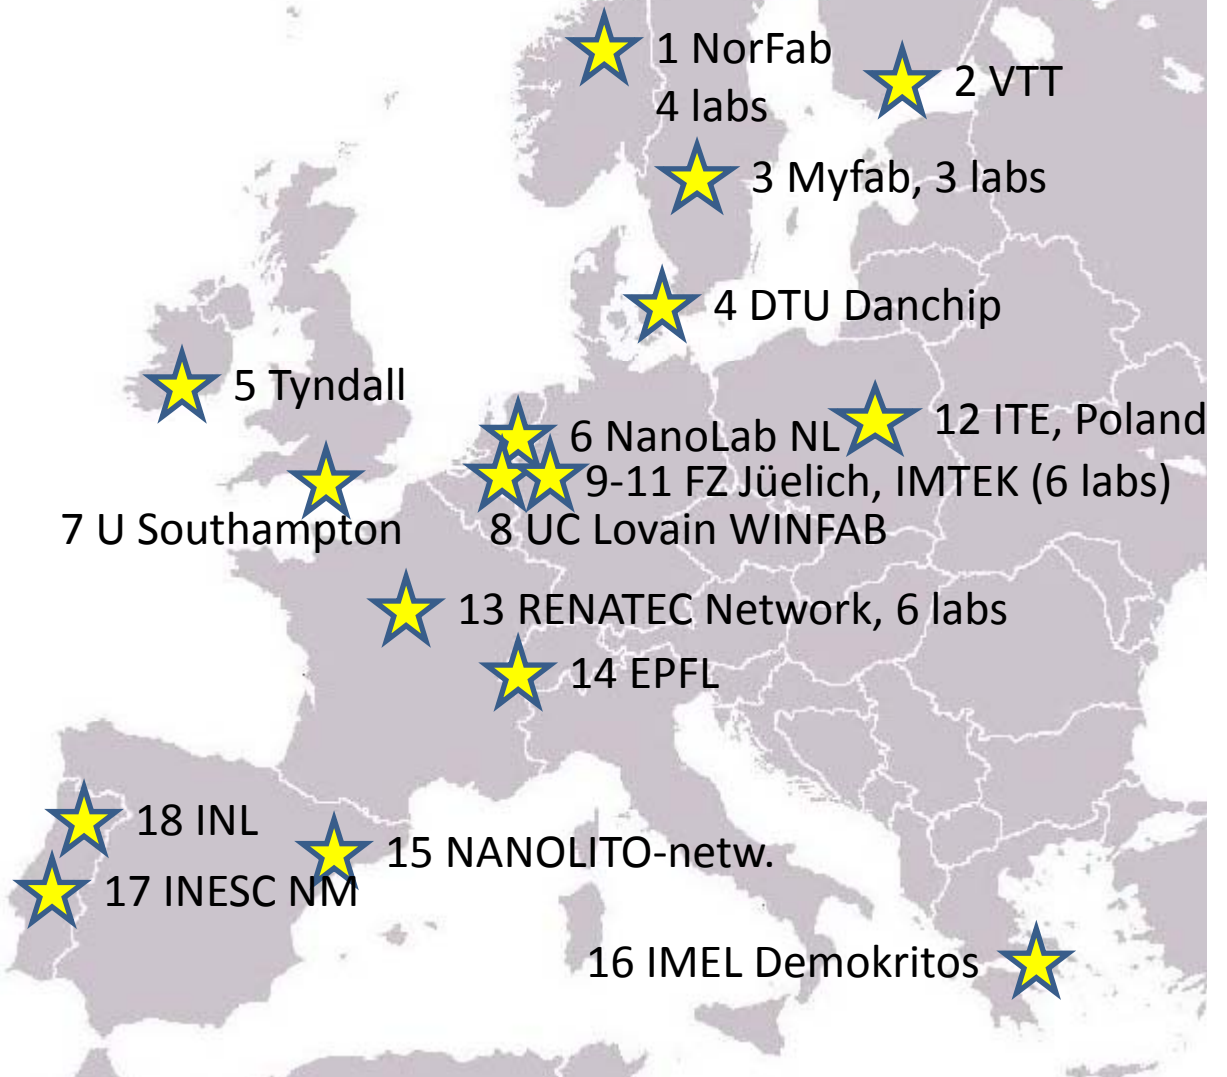 1 NorFab
4 labs
2 VTT
3 Myfab, 3 labs
4 DTU Danchip
5 Tyndall
6 NanoLab NL
12 ITE, Poland
9-11 FZ Jüelich, IMTEK (6 labs)
7 U Southampton
8 UC Lovain WINFAB
13 RENATEC Network, 6 labs
14 EPFL
18 INL
15 NANOLITO-netw.
17 INESC NM
16 IMEL Demokritos